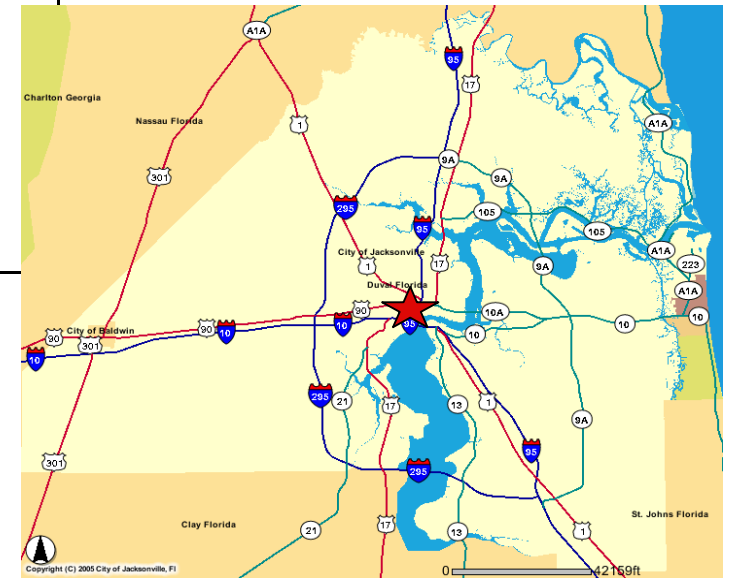 A1A
95
17
Charlton Georgia
Nassau Florida
1
A1A
9A
301
9A
295
105
95
105
City of Jacksonville
A1A
1
17
9A
223
Duval Florida
A1A
90
10A
City of Baldwin
90
10
10
95
10
10
90
301
10
10
295
21
17
13
1
9A
95
301
295
St. Johns Florida
Clay Florida
17
21
13
1
Copyright (C) 2005 City of Jacksonville, Fl
0
42159ft